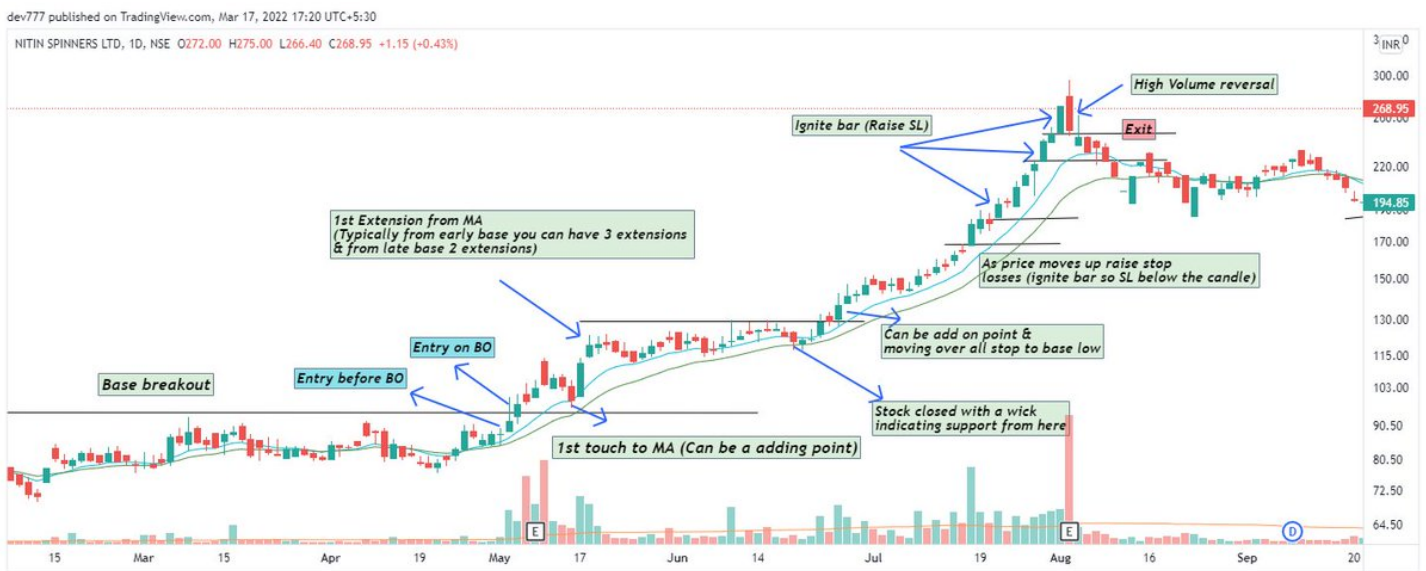 dev777 published on TradingView.com, Mar 17, 2022 17:20 UTC+5:30
NITIN SPINNERS LTD, 1D, NSE O272.00 H275.00 L266.40 C268.95 +1.15 (+0.43%)
INR
300.00
High Volume reversal
268.95
260.00
Ignite bar (Raise SL)
Exit
220.00
194.85
190.00
1st Extension from MA
(Typically from early base you can have 3 extensions
& from late base 2 extensions)
170.00
As price moves up raise stop
losses (ignite bar so SL below the candle)
150.00
130.00
Can be add on point &
moving over all stop to base low
Entry on BO
115.00
Entry before BO
Base breakout
103.00
Stock closed with a wick
indicating support from here
90.50
1st touch to MA (Can be a adding point)
80.50
72.50
64.50
E
E
D
15 Mar 15 Apr 19 May 17 Jun 14 Jul 19 Aug 16 Sep 20